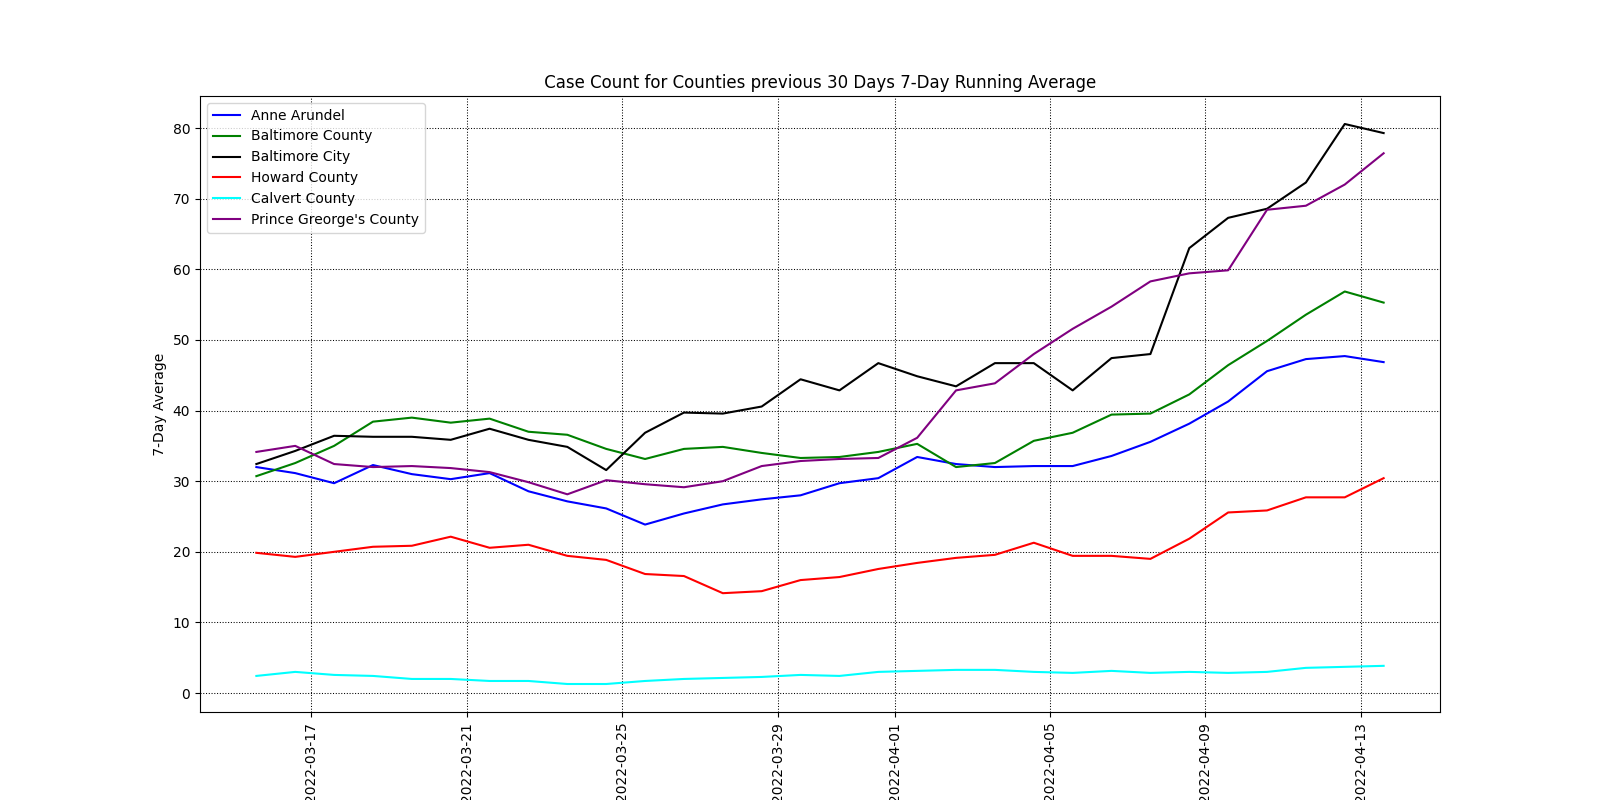 Case Count for Counties previous 30 Days 7-Day Running Average
Anne Arundel
Baltimore County
Baltimore City
Howard County
Calvert County
Prince Greorge's County
7-Day Average
80
70
60
50
40
30
20
10
0
2022-03-17
2022-03-21
2022-03-25
2022-03-29
2022-04-01
2022-04-05
2022-04-09
2022-04-13